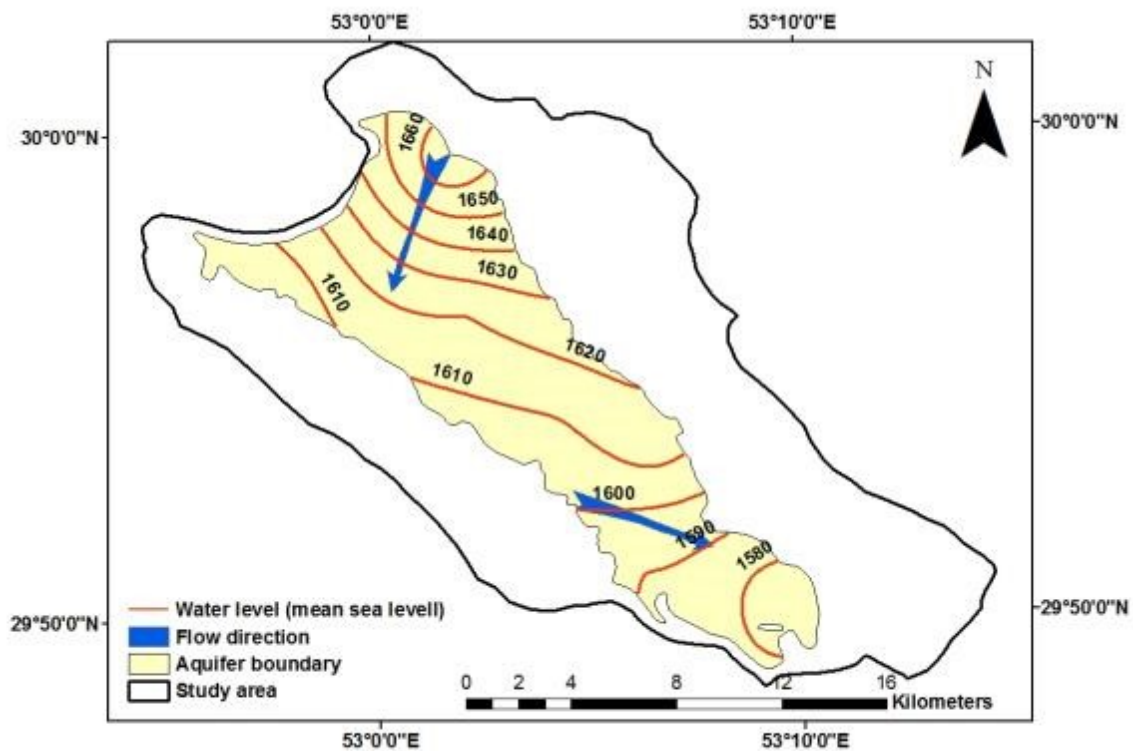 53°0'0"E
53°10'0"E
N
30°0'0"N
30°0'0"N
1660
1650
1640
1630
1610
1620
1610
1600
1590
1580
Water level (mean sea levell)
Flow direction
Aquifer boundary
Study area
29°50'0"N
29°50'0"N
0 2 4 8 12 16
Kilometers
53°0'0"E
53°10'0"E